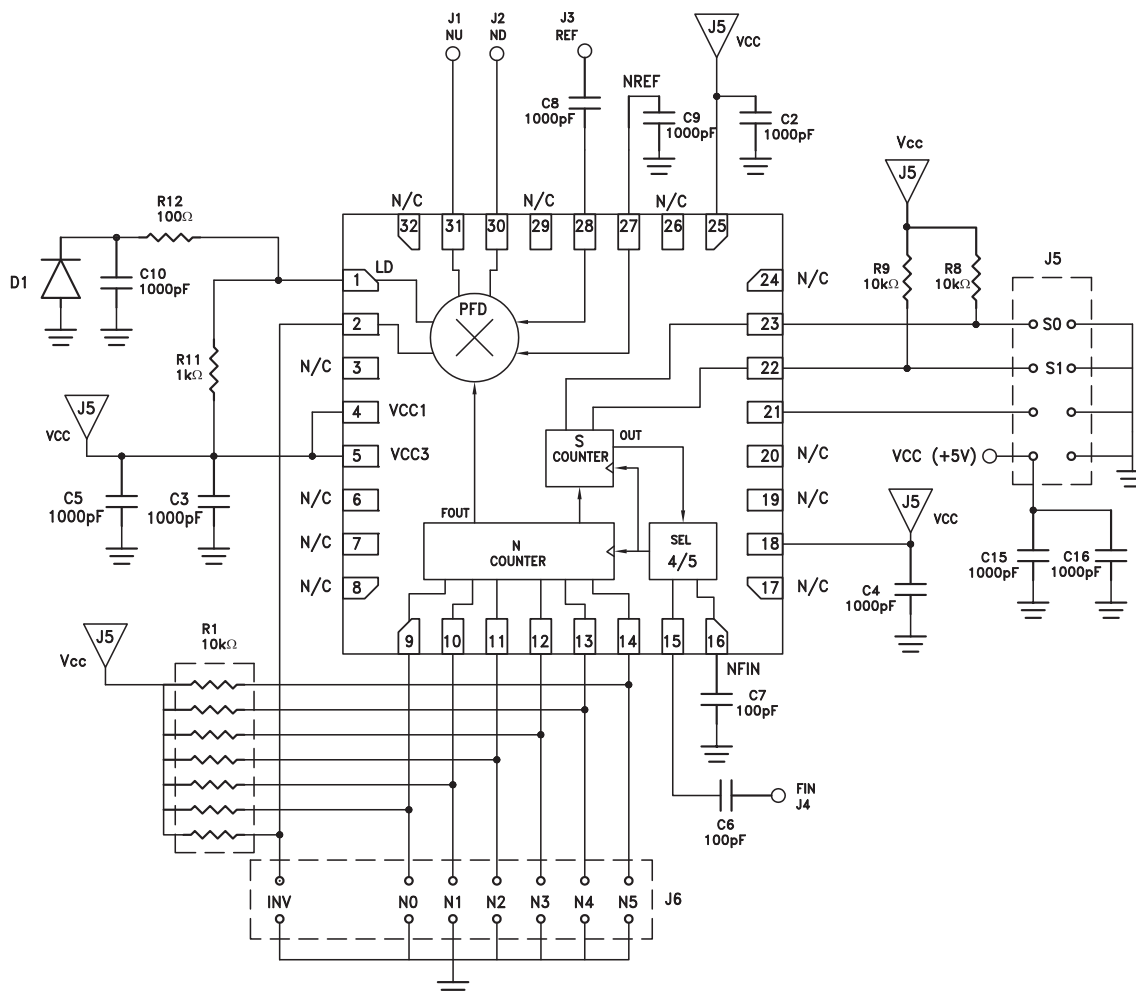 J1
NU
J2
ND
J3
REF
J5
VCC
NREF
C8
1000pF
C9
1000pF
C2
1000pF
Vcc
J5
R12
100Ω
N/C
N/C
N/C
32
31
30
29
28
27
26
25
D1
C10
1000pF
1
LD
PFD
24
N/C
R9
10kΩ
R8
10kΩ
J5
2
23
S0
R11
1kΩ
N/C
3
22
S1
J5
VCC
4
VCC1
21
S
COUNTER
OUT
5
VCC3
20
N/C
VCC (+5V)
C5
1000pF
C3
1000pF
N/C
6
19
N/C
J5
VCC
FOUT
N/C
7
N
COUNTER
SEL
4/5
18
C15
1000pF
C16
1000pF
N/C
8
17
N/C
C4
1000pF
J5
Vcc
R1
10kΩ
9
10
11
12
13
14
15
16
NFIN
C7
100pF
FIN
J4
C6
100pF
INV
N0
N1
N2
N3
N4
N5
J6